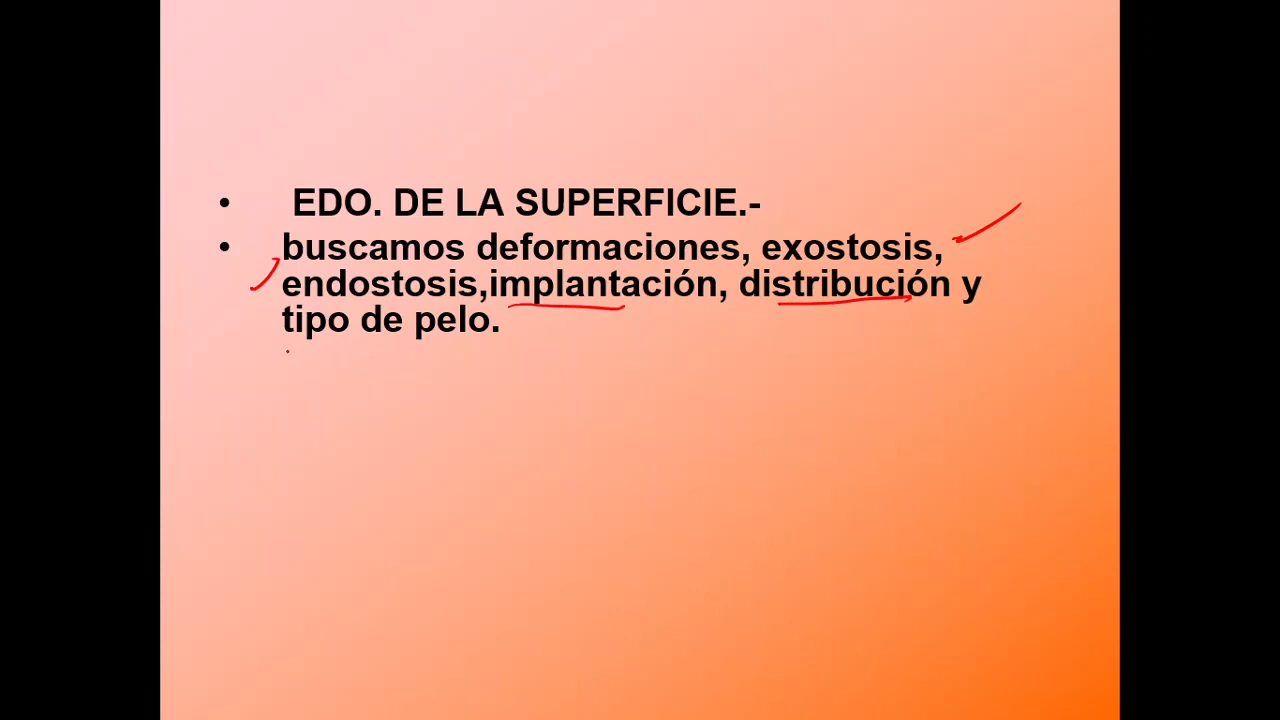 • EDO. DE LA SUPERFICIE.-
• buscamos deformaciones, exostosis,
endostosis,implantación, distribución y
tipo de pelo.